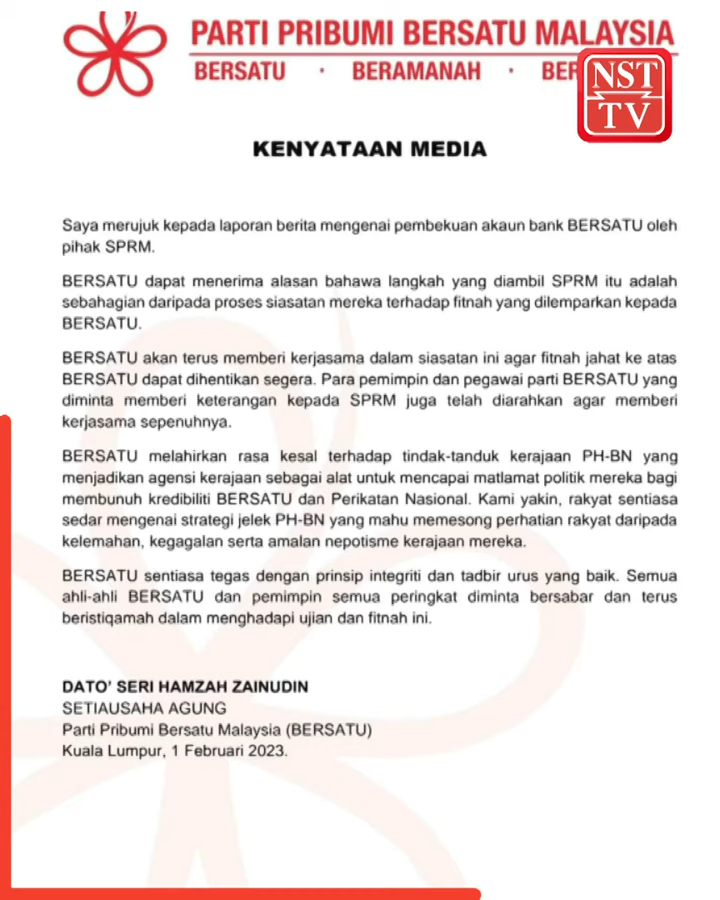 PARTI PRIBUMI BERSATU MALAYSIA
BERSATU · BERAMANAH ·
NST
TV
KENYATAAN MEDIA
Saya merujuk kepada laporan berita mengenai pembekuan akaun bank BERSATU oleh
pihak SPRM.
BERSATU dapat menerima alasan bahawa langkah yang diambil SPRM itu adalah
sebahagian daripada proses siasatan mereka terhadap fitnah yang dilemparkan kepada
BERSATU.
BERSATU akan terus memberi kerjasama dalam siasatan ini agar fitnah jahat ke atas
BERSATU dapat dihentikan segera. Para pemimpin dan pegawai parti BERSATU yang
diminta memberi keterangan kepada SPRM juga telah diarahkan agar memberi
kerjasama sepenuhnya.
BERSATU melahirkan rasa kesal terhadap tindak-tanduk kerajaan PH-BN yang
menjadikan agensi kerajaan sebagai alat untuk mencapai matlamat politik mereka bagi
membunuh kredibiliti BERSATU dan Perikatan Nasional. Kami yakin, rakyat sentiasa
sedar mengenai strategi jelek PH-BN yang mahu memesong perhatian rakyat daripada
kelemahan, kegagalan serta amalan nepotisme kerajaan mereka.
BERSATU sentiasa tegas dengan prinsip integriti dan tadbir urus yang baik. Semua
ahli-ahli BERSATU dan pemimpin semua peringkat diminta bersabar dan terus
beristiqamah dalam menghadapi ujian dan fitnah ini.
DATO' SERI HAMZAH ZAINUDIN
SETIAUSAHA AGUNG
Parti Pribumi Bersatu Malaysia (BERSATU)
Kuala Lumpur, 1 Februari 2023.